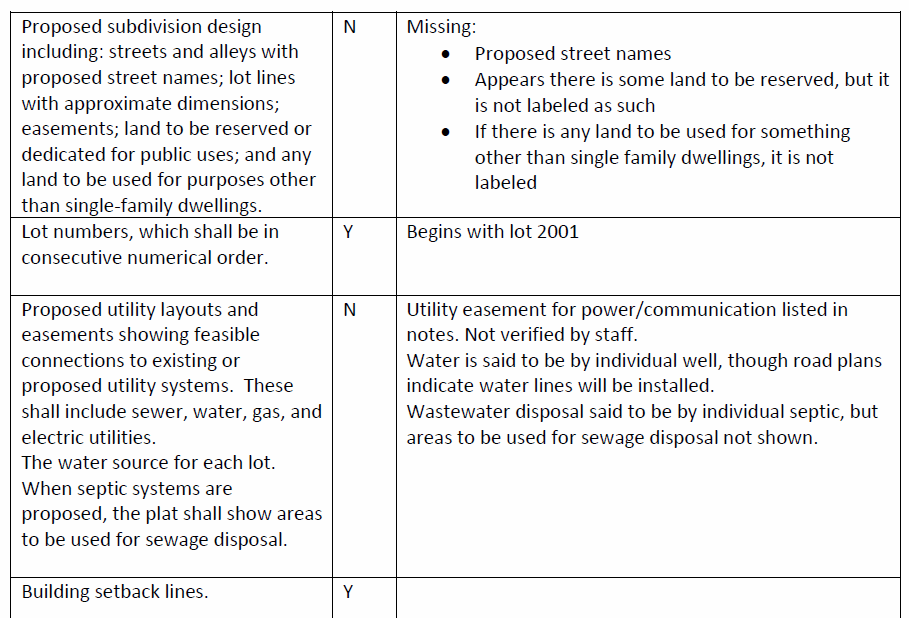 Proposed subdivision design
including: streets and alleys with
proposed street names; lot lines
with approximate dimensions;
easements; land to be reserved or
dedicated for public uses; and any
land to be used for purposes other
than single-family dwellings.
N
Missing:
• Proposed street names
• Appears there is some land to be reserved, but it
is not labeled as such
• If there is any land to be used for something
other than single family dwellings, it is not
labeled
Lot numbers, which shall be in
consecutive numerical order.
Y
Begins with lot 2001
Proposed utility layouts and
easements showing feasible
connections to existing or
proposed utility systems.  These
shall include sewer, water, gas, and
electric utilities.
The water source for each lot.
When septic systems are
proposed, the plat shall show areas
to be used for sewage disposal.
N
Utility easement for power/communication listed in
notes. Not verified by staff.
Water is said to be by individual well, though road plans
indicate water lines will be installed.
Wastewater disposal said to be by individual septic, but
areas to be used for sewage disposal not shown.
Building setback lines.
Y